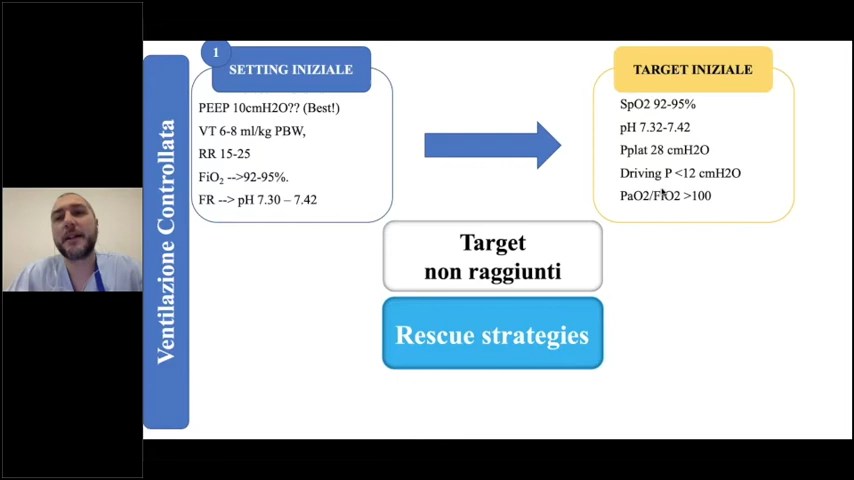 Ventilazione Controllata
1
SETTING INIZIALE
PEEP 10cmH2O?? (Best!)
VT 6-8 ml/kg PBW,
RR 15-25
FiO₂ -->92-95%.
FR --> pH 7.30 – 7.42
TARGET INIZIALE
SpO2 92-95%
pH 7.32-7.42
Pplat 28 cmH2O
Driving P <12 cmH2O
PaO2/FIO2 >100
Target
non raggiunti
Rescue strategies